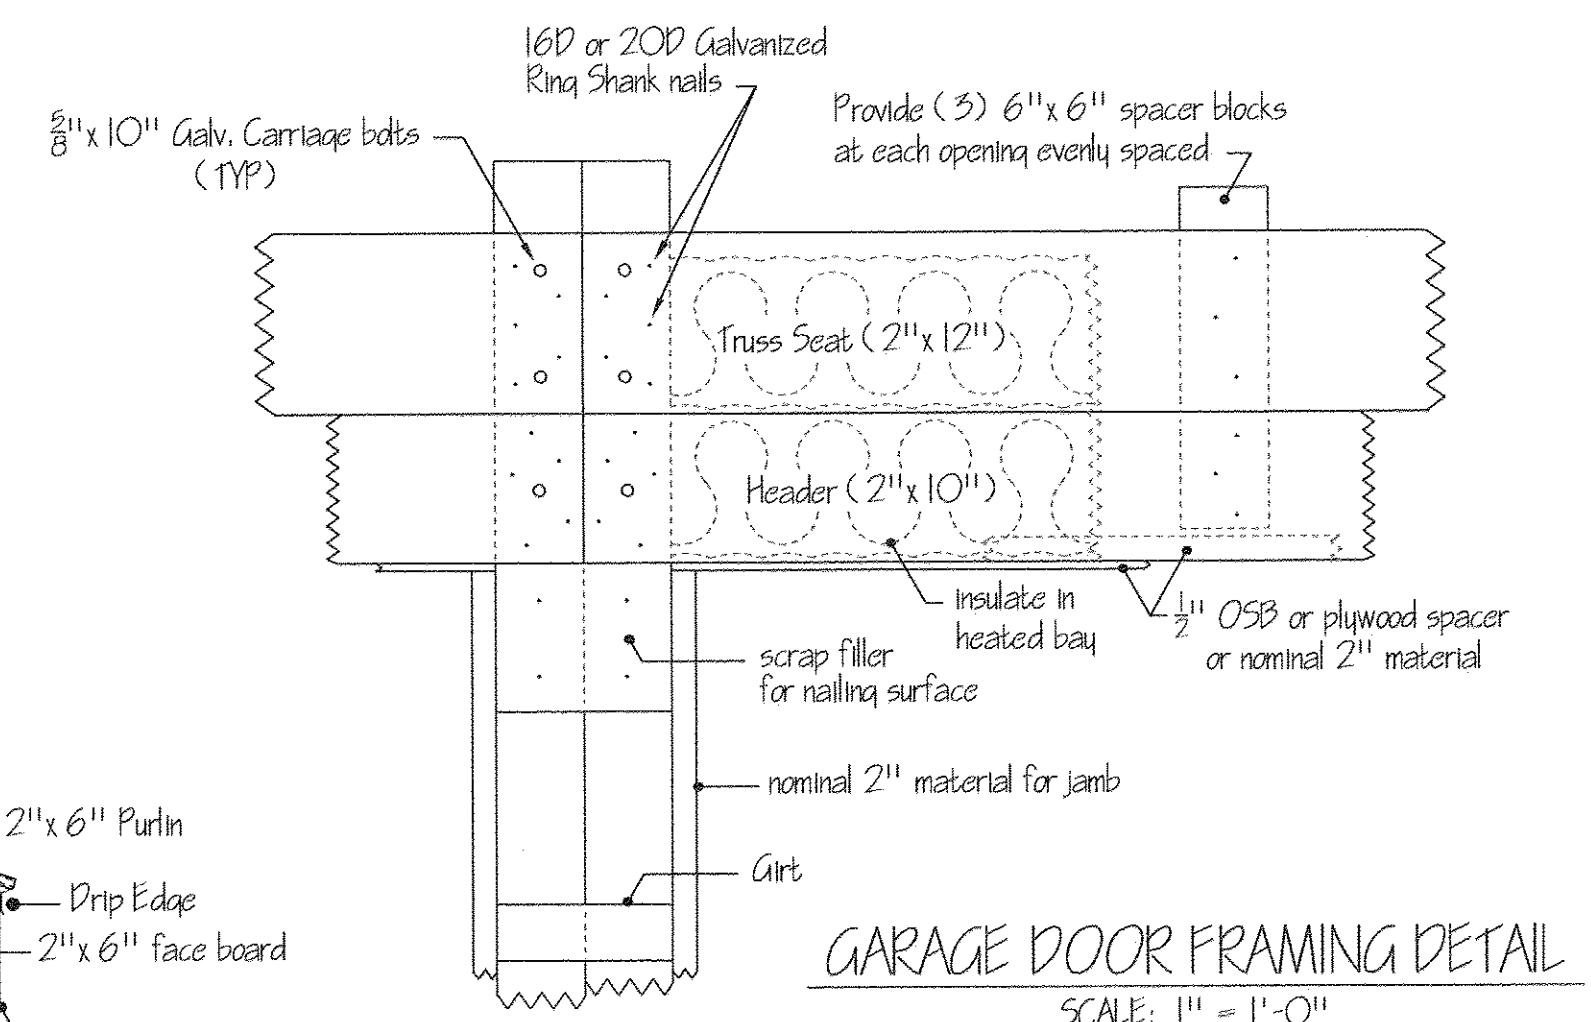 16D or 20D Galvanized
Ring Shank nails
5/8"x 10" Galv. Carriage bolts
(TYP)
Provide (3) 6"x 6" spacer blocks
at each opening evenly spaced
Truss Seat (2"x 12")
Header (2"x 10")
insulate in
heated bay
1/2" OSB or plywood spacer
or nominal 2" material
scrap filler
for nailing surface
nominal 2" material for jamb
Girt
2"x 6" Purlin
Drip Edge
2"x 6" face board
GARAGE DOOR FRAMING DETAIL
SCALE: 1" = 1'-0"